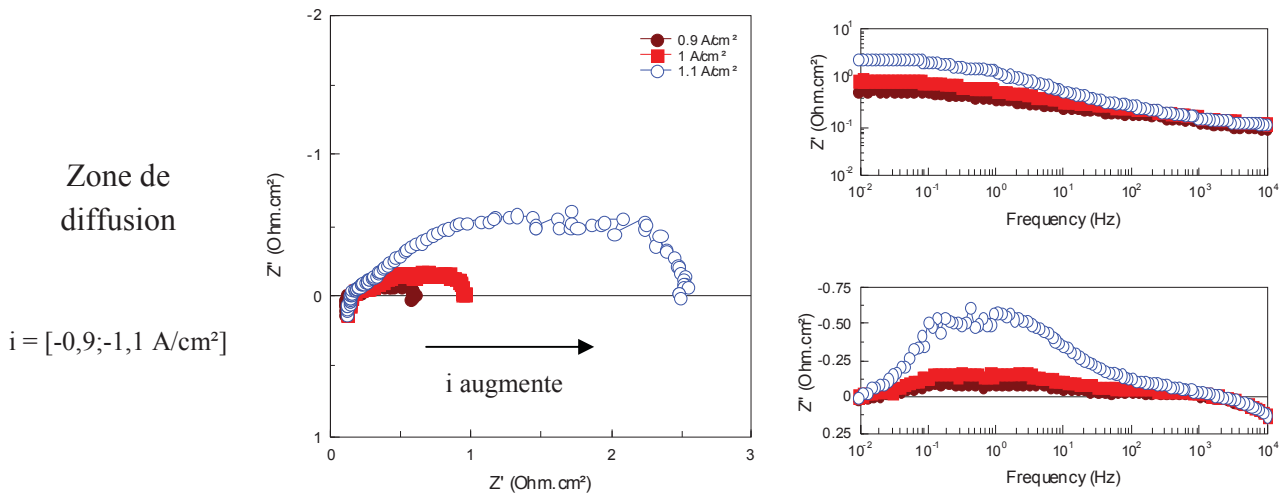 Zone de
diffusion
i = [-0,9;-1,1 A/cm²]
-2
-1
0
1
Z'' (Ohm.cm²)
0.9 A/cm²
1 A/cm²
1.1 A/cm²
i augmente
0 1 2 3
Z' (Ohm.cm²)
10¹
10⁰
10⁻¹
10⁻²
Z' (Ohm.cm²)
10⁻² 10⁻¹ 10⁰ 10¹ 10² 10³ 10⁴
Frequency (Hz)
-0.75
-0.50
-0.25
0
0.25
Z'' (Ohm.cm²)
10⁻² 10⁻¹ 10⁰ 10¹ 10² 10³ 10⁴
Frequency (Hz)